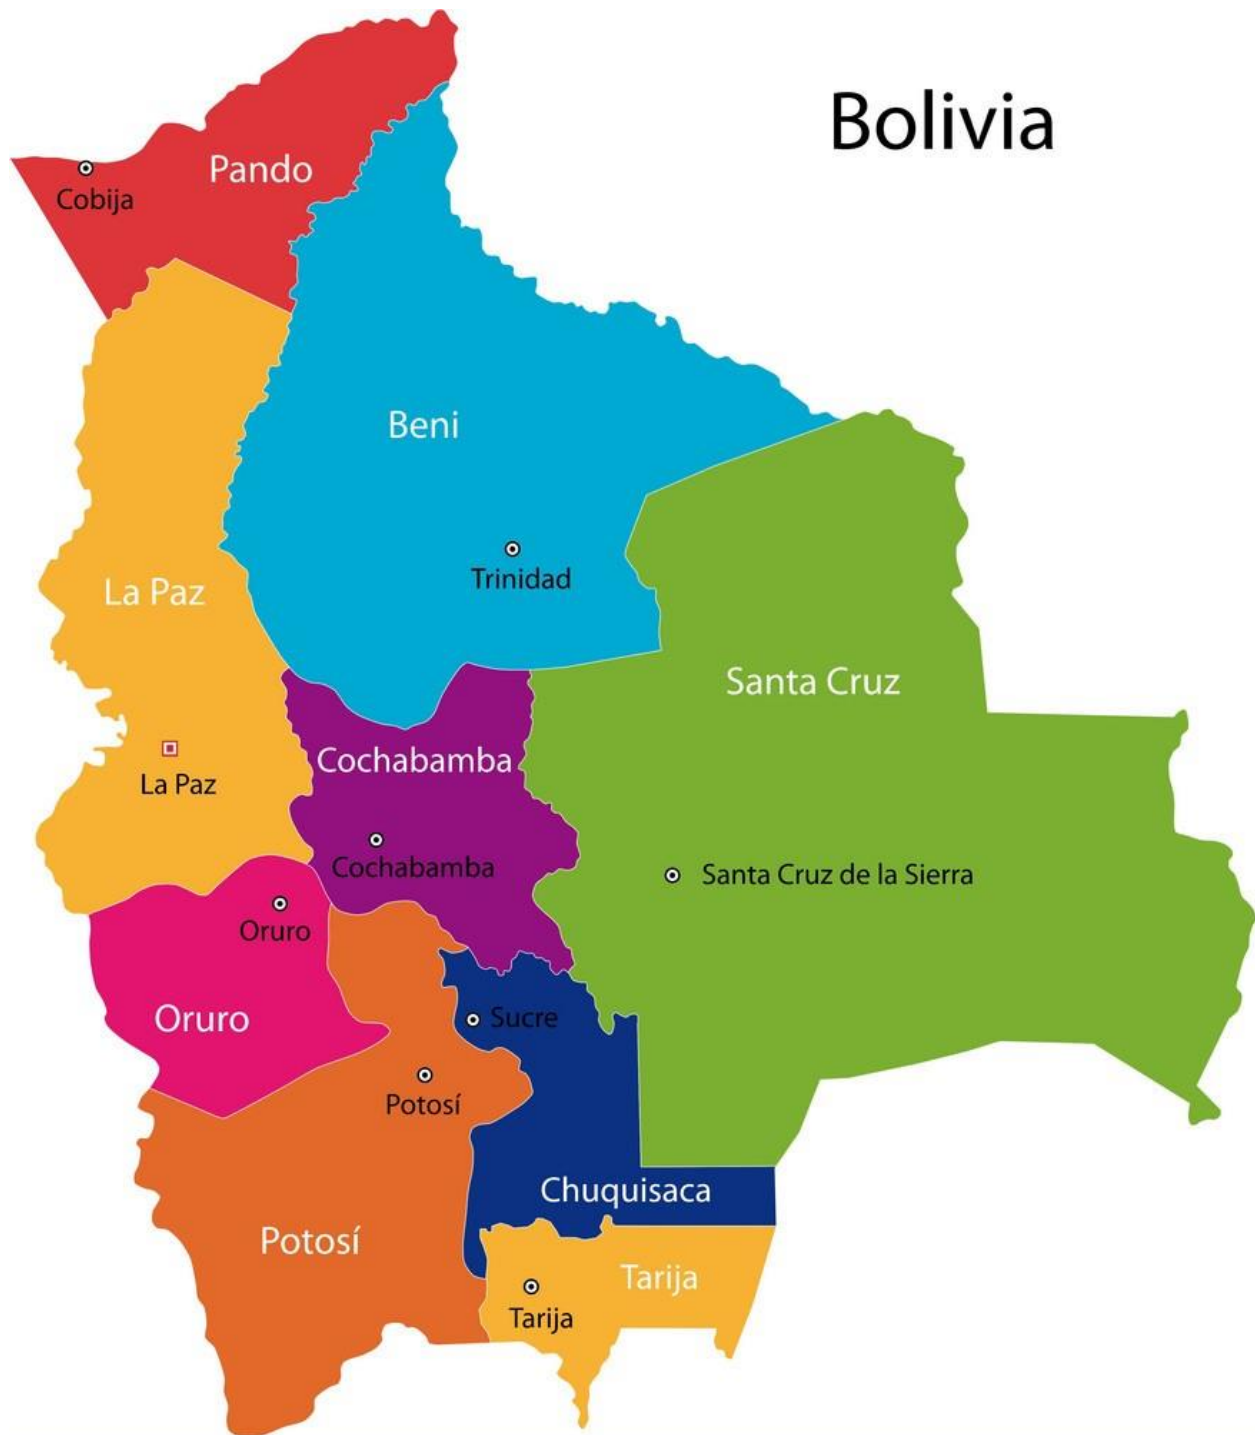 Bolivia
Pando
Cobija
Beni
Trinidad
La Paz
Santa Cruz
Cochabamba
La Paz
Cochabamba
Santa Cruz de la Sierra
Oruro
Oruro
Sucre
Potosí
Chuquisaca
Potosí
Tarija
Tarija